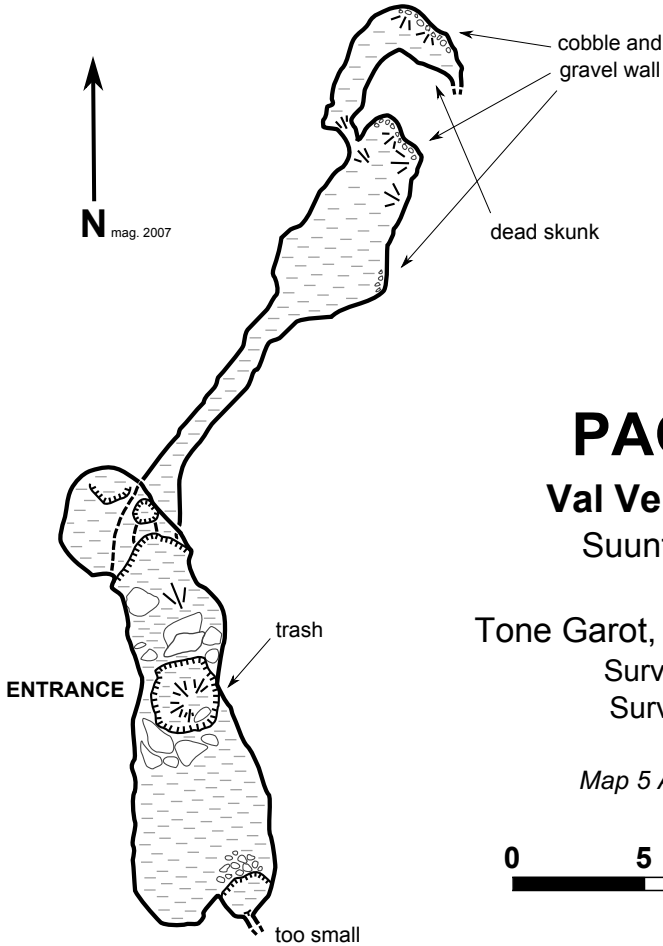 cobble and
gravel wall
N mag. 2007
dead skunk
Val Ve
Suun
Tone Garot,
Surv
Surv
trash
ENTRANCE
Map 5
0 5
too small